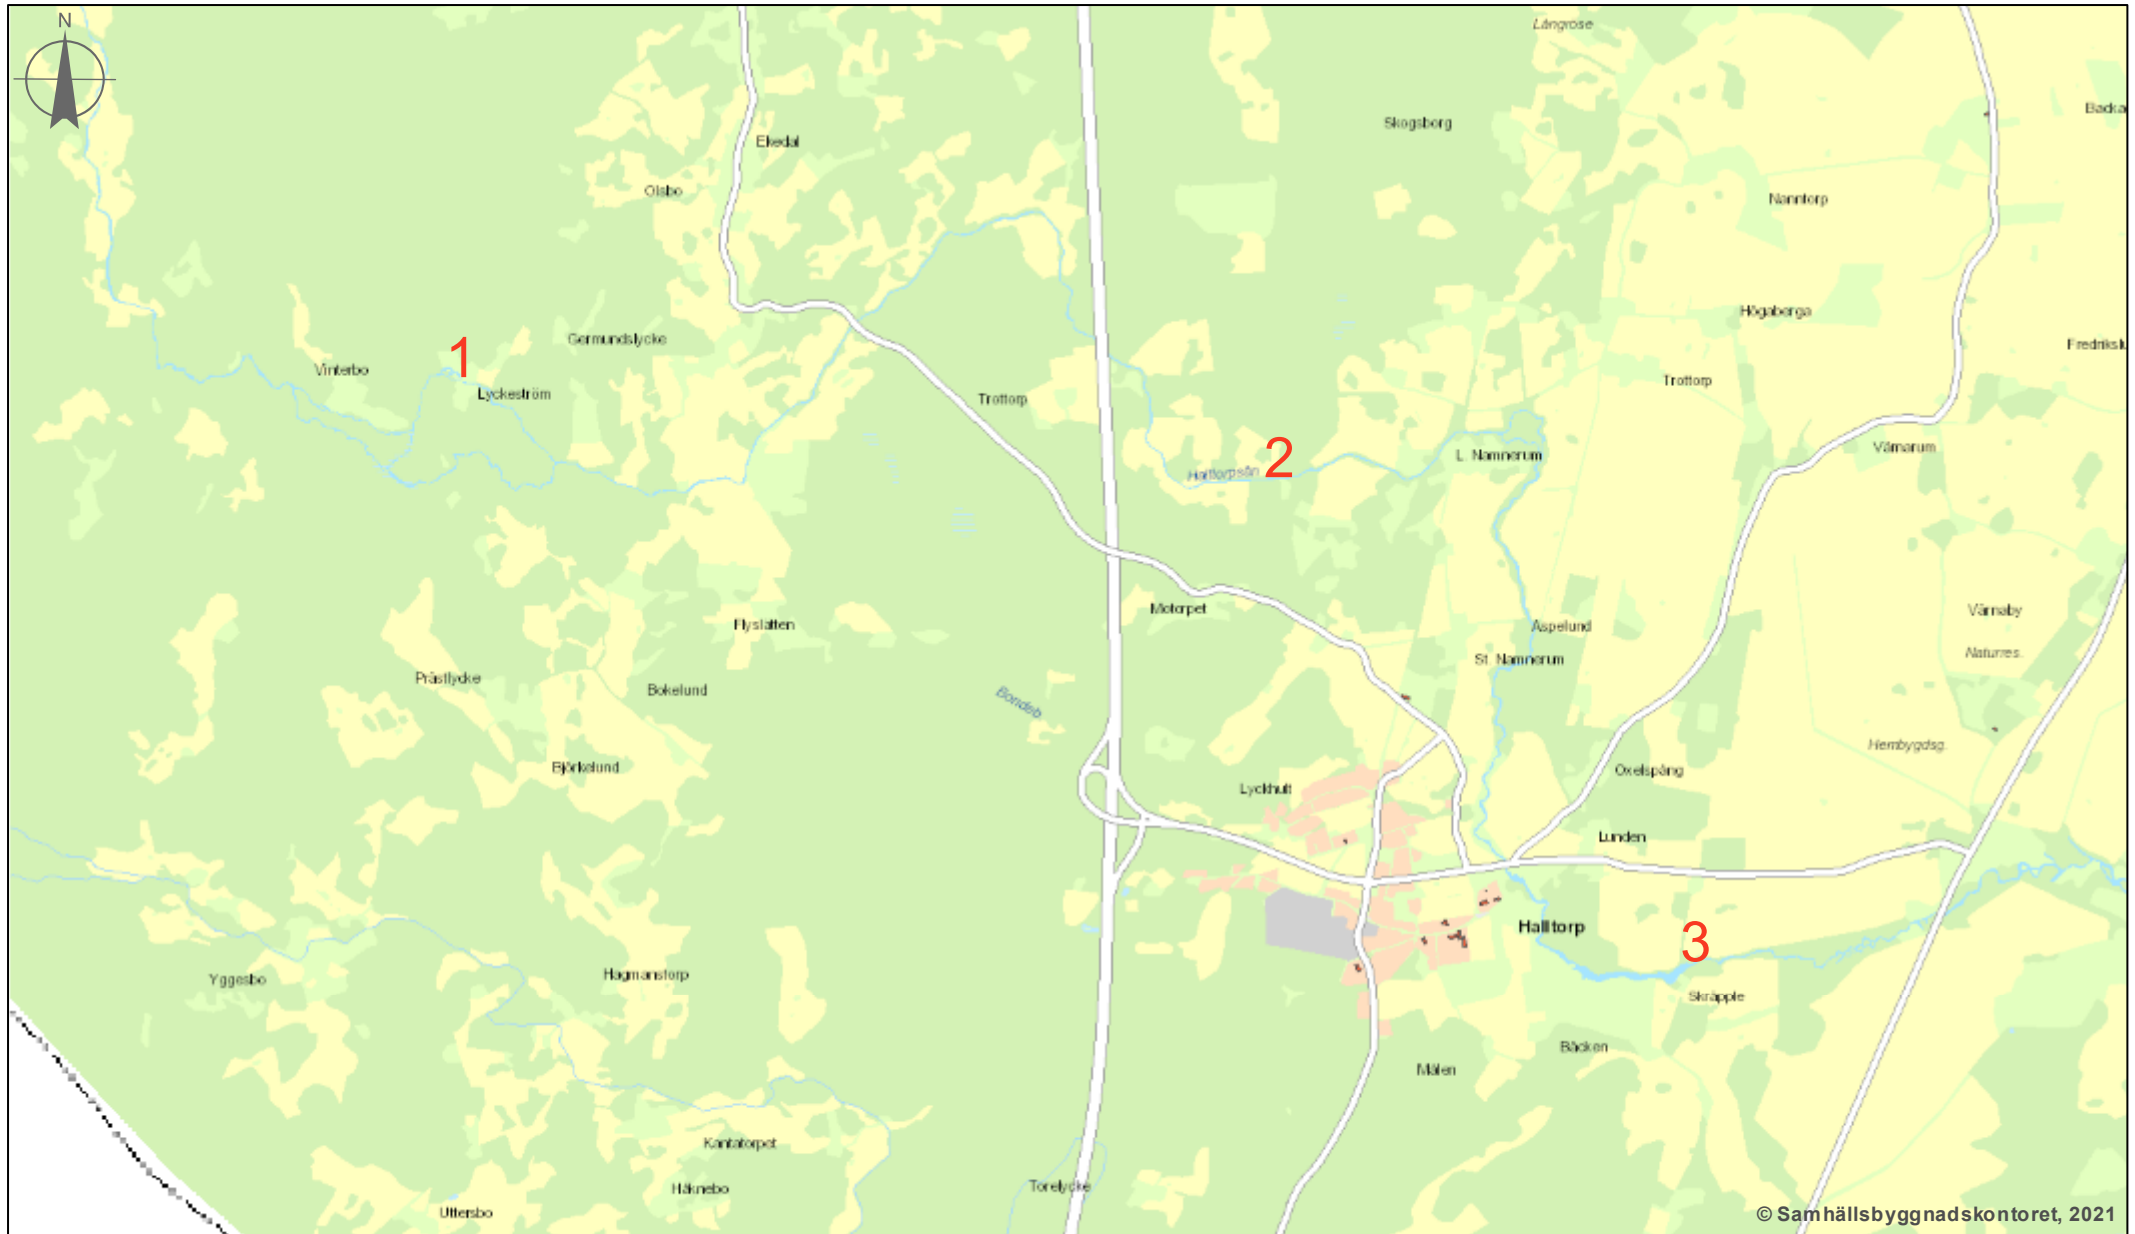 N
Långrose
Backa
Skogsborg
Ekedal
Olsbo
Nanntorp
Högaberga
Germundslycke
Fredrikslu
1
Vinterbo
Lyckeström
Trottorp
Trottorp
Värnarum
L. Namnerum
2
Halltorpsån
Motorpet
Värnaby
Flyslätten
Aspelund
Naturres.
St. Namnerum
Prästlycke
Bokelund
Bondeb
Hembygdsg.
Björkelund
Oxelspång
Lyckhult
Lunden
Halltorp
3
Yggesbo
Hagmanstorp
Skräpple
Bäcken
Målen
Kantatorpet
Håknebo
Torelycke
Uttersbo
© Samhällsbyggnadskontoret, 2021